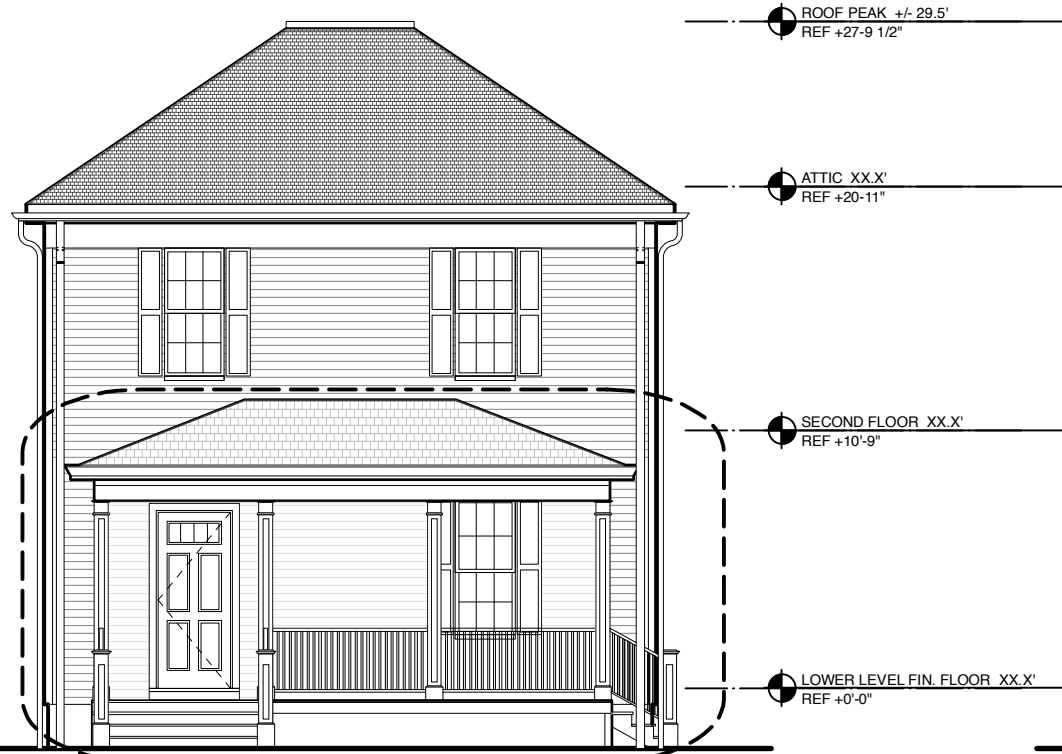 ROOF PEAK +/- 29.5'
REF +27-9 1/2"
ATTIC XX.X'
REF +20-11"
SECOND FLOOR XX.X'
REF +10'-9"
LOWER LEVEL FIN. FLOOR XX.X'
REF +0'-0"